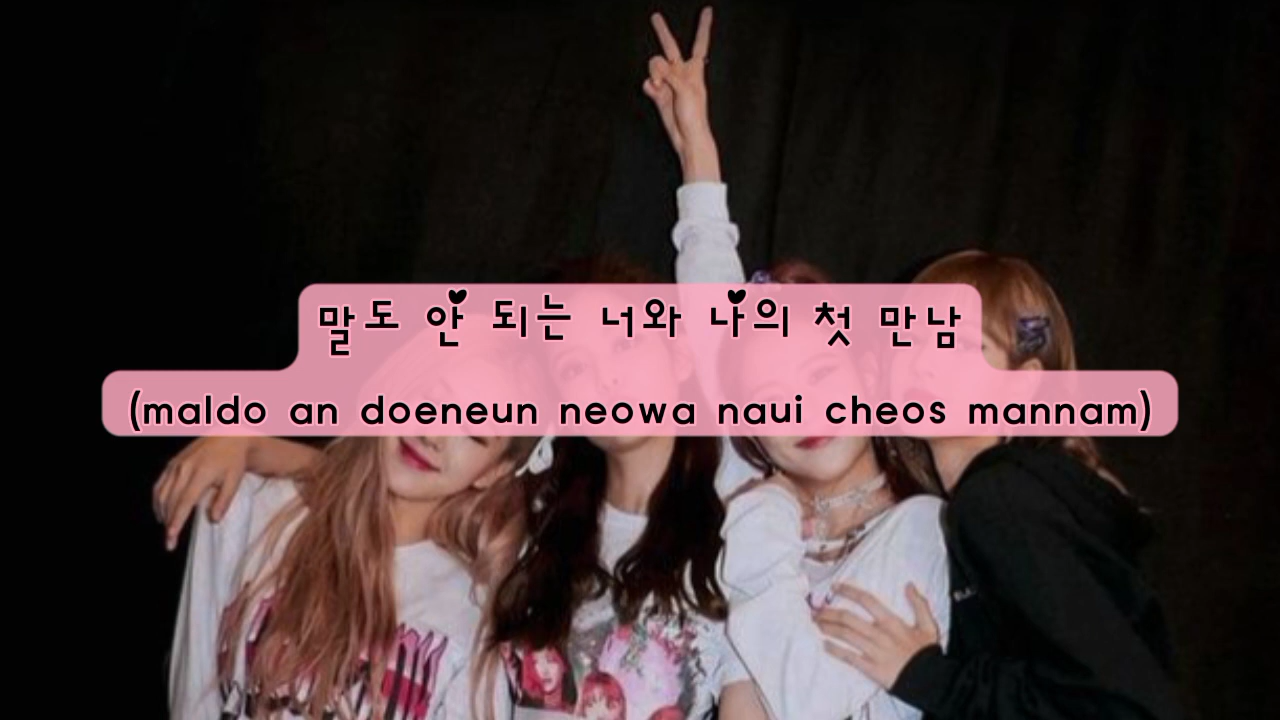 말도 안 되는 너와 나의 첫 만남
(maldo an doeneun neowa naui cheos mannam)